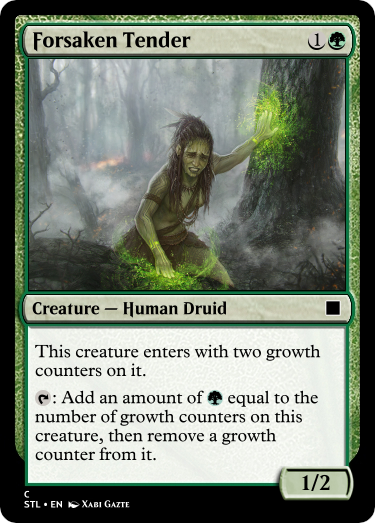 Forsaken Tender 1
Creature — Human Druid
This creature enters with two growth
counters on it.
: Add an amount of equal to the
number of growth counters on this
creature, then remove a growth
counter from it.
1/2
C
STL • EN Xabi Gazte